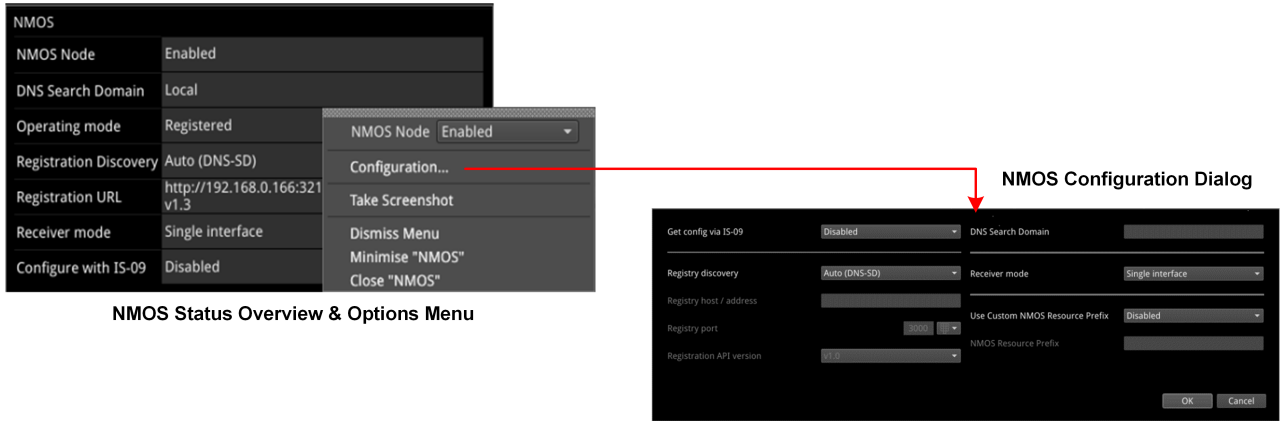 NMOS
NMOS Node Enabled
DNS Search Domain Local
Operating mode Registered
Registration Discovery Auto (DNS-SD)
Registration URL http://192.168.0.166:321
v1.3
Receiver mode Single interface
Configure with IS-09 Disabled
NMOS Node Enabled
Configuration...
Take Screenshot
Dismiss Menu
Minimise "NMOS"
Close "NMOS"
NMOS Status Overview & Options Menu
NMOS Configuration Dialog
Get config via IS-09 Disabled DNS Search Domain
Registry discovery Auto (DNS-SD) Receiver mode Single interface
Registry host / address
Use Custom NMOS Resource Prefix Disabled
Registry port 3000
NMOS Resource Prefix
Registration API version v1.0
OK Cancel